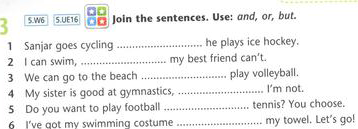 3 5.W6 5.UE16 Join the sentences. Use: and, or, but.
1 Sanjar goes cycling .............................. he plays ice hockey.
2 I can swim, .............................. my best friend can't.
3 We can go to the beach .............................. play volleyball.
4 My sister is good at gymnastics, .............................. I'm not.
5 Do you want to play football .............................. tennis? You choose.
6 I've got my swimming costume .............................. my towel. Let's go!